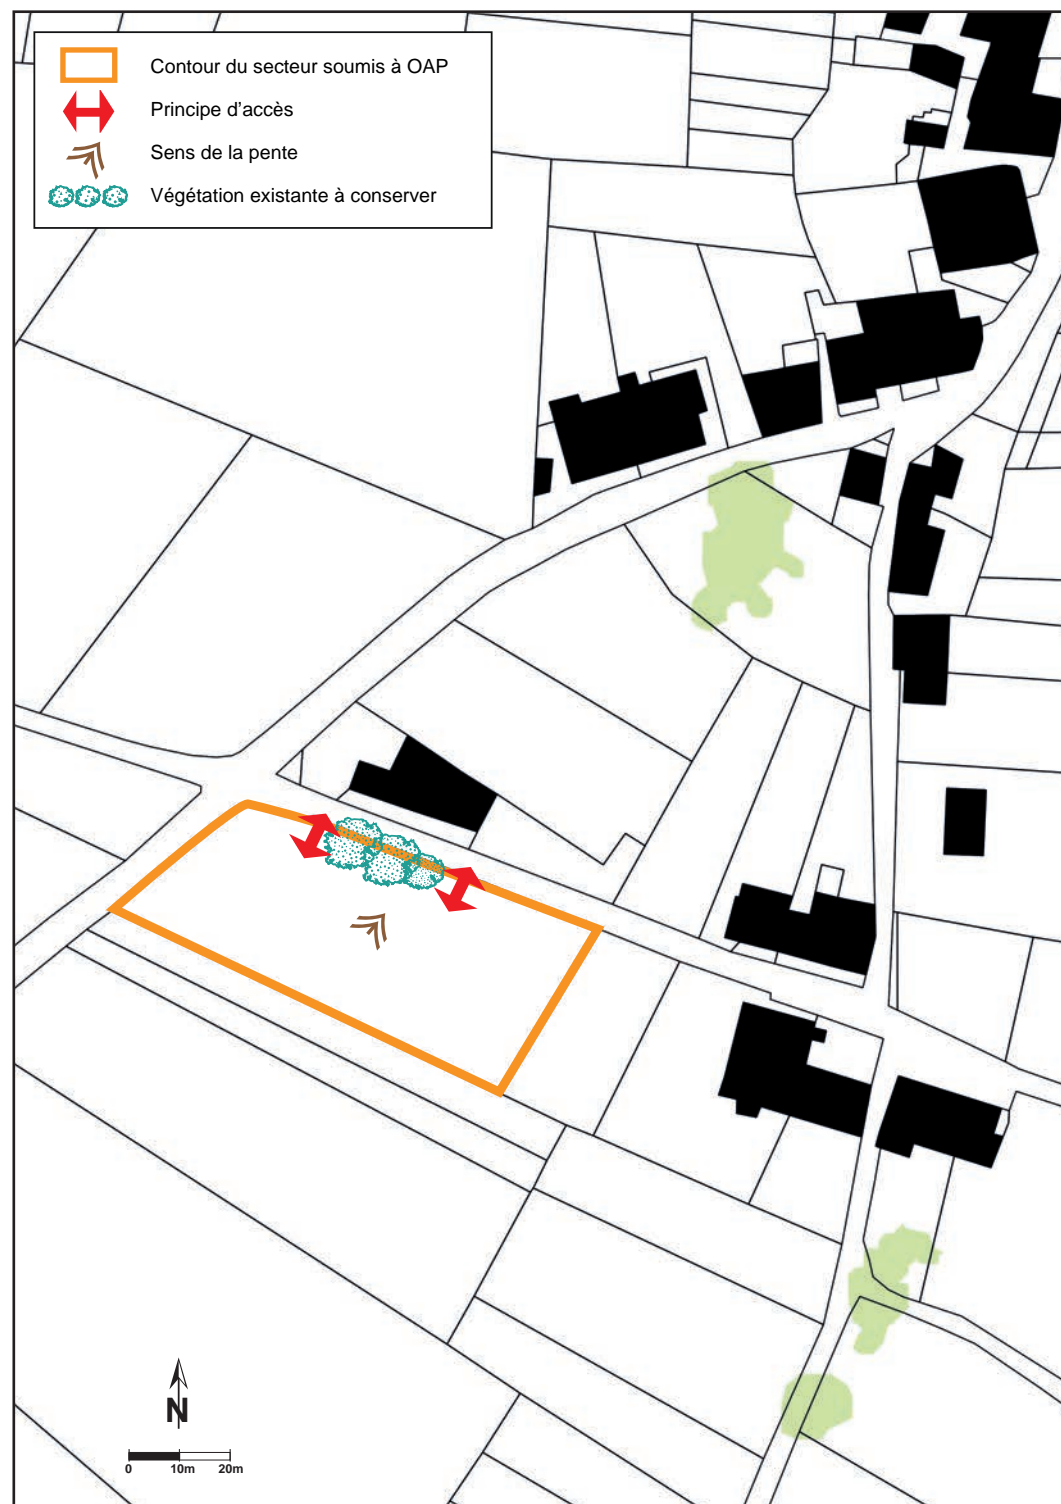 Contour du secteur soumis à OAP
Principe d'accès
Sens de la pente
Végétation existante à conserver
N
0 10m 20m